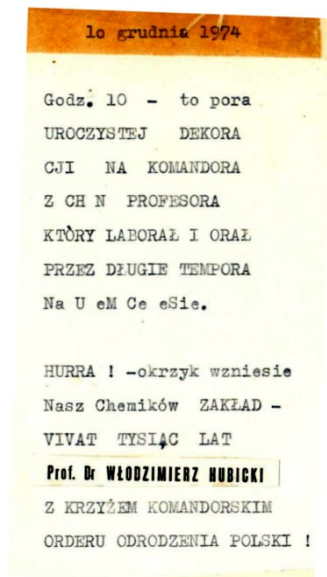 lo grudnia 1974
Godz. 10 - to pora
UROCZYSTEJ DEKORA
CJI NA KOMANDORA
Z CH N PROFESORA
KTÓRY LABORAŁ I ORAŁ
PRZEZ DŁUGIE TEMPORA
Na U eM Ce eSie.
HURRA ! -okrzyk wzniesie
Nasz Chemików ZAKŁAD -
VIVAT TYSIĄC LAT
Prof. Dr WŁODZIMIERZ HUBICKI
Z KRZYŻEM KOMANDORSKIM
ORDERU ODRODZENIA POLSKI !